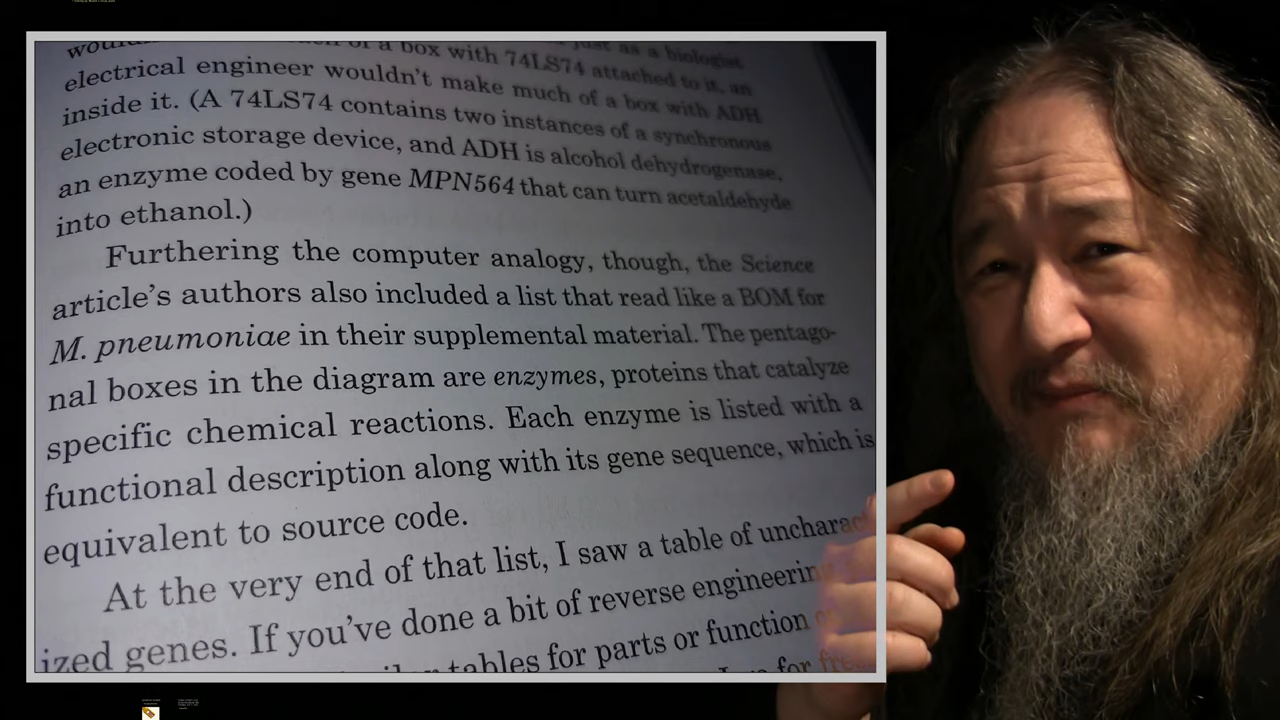 of a box with 74LS74 attached to it, an
electrical engineer wouldn't make much of a box with ADH
inside it. (A 74LS74 contains two instances of a synchronous
electronic storage device, and ADH is alcohol dehydrogenase,
an enzyme coded by gene MPN564 that can turn acetaldehyde
into ethanol.)
Furthering the computer analogy, though, the Science
article's authors also included a list that read like a BOM for
M. pneumoniae in their supplemental material. The pentago-
nal boxes in the diagram are enzymes, proteins that catalyze
specific chemical reactions. Each enzyme is listed with a
functional description along with its gene sequence, which is
equivalent to source code.
At the very end of that list, I saw a table of uncharac
ized genes. If you've done a bit of reverse engineerin
tables for parts or function
for